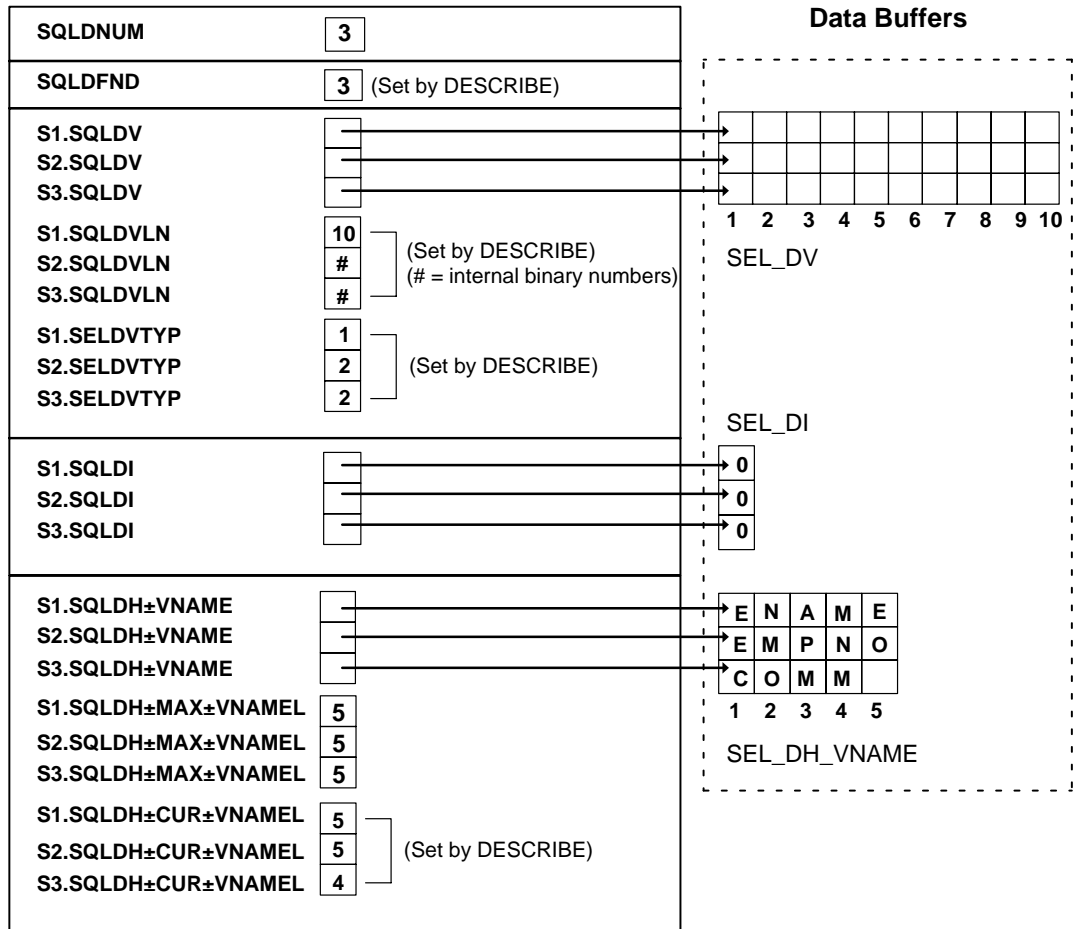 Data Buffers
SQLDNUM 3
SQLDFND 3 (Set by DESCRIBE)
S1.SQLDV
S2.SQLDV
S3.SQLDV
1 2 3 4 5 6 7 8 9 10
SEL_DV
S1.SQLDVLN 10
S2.SQLDVLN #
S3.SQLDVLN #
(Set by DESCRIBE)
(# = internal binary numbers)
S1.SELDVTYP 1
S2.SELDVTYP 2
S3.SELDVTYP 2
(Set by DESCRIBE)
SEL_DI
S1.SQLDI 0
S2.SQLDI 0
S3.SQLDI 0
S1.SQLDH±VNAME E N A M E
S2.SQLDH±VNAME E M P N O
S3.SQLDH±VNAME C O M M
1 2 3 4 5
SEL_DH_VNAME
S1.SQLDH±MAX±VNAMEL 5
S2.SQLDH±MAX±VNAMEL 5
S3.SQLDH±MAX±VNAMEL 5
S1.SQLDH±CUR±VNAMEL 5
S2.SQLDH±CUR±VNAMEL 5
S3.SQLDH±CUR±VNAMEL 4
(Set by DESCRIBE)